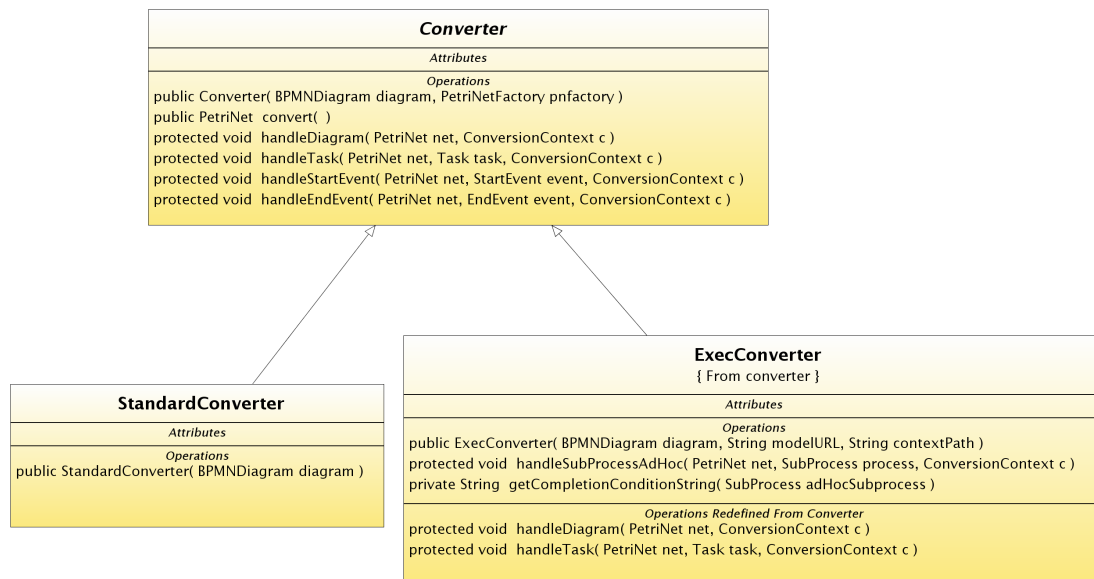 Converter
Attributes
Operations
public Converter( BPMNDiagram diagram, PetriNetFactory pnfactory )
public PetriNet  convert(  )
protected void  handleDiagram( PetriNet net, ConversionContext c )
protected void  handleTask( PetriNet net, Task task, ConversionContext c )
protected void  handleStartEvent( PetriNet net, StartEvent event, ConversionContext c )
protected void  handleEndEvent( PetriNet net, EndEvent event, ConversionContext c )
StandardConverter
Attributes
Operations
public StandardConverter( BPMNDiagram diagram )
ExecConverter
{ From converter }
Attributes
Operations
public ExecConverter( BPMNDiagram diagram, String modelURL, String contextPath )
protected void  handleSubProcessAdHoc( PetriNet net, SubProcess process, ConversionContext c )
private String  getCompletionConditionString( SubProcess adHocSubprocess )
Operations Redefined From Converter
protected void  handleDiagram( PetriNet net, ConversionContext c )
protected void  handleTask( PetriNet net, Task task, ConversionContext c )